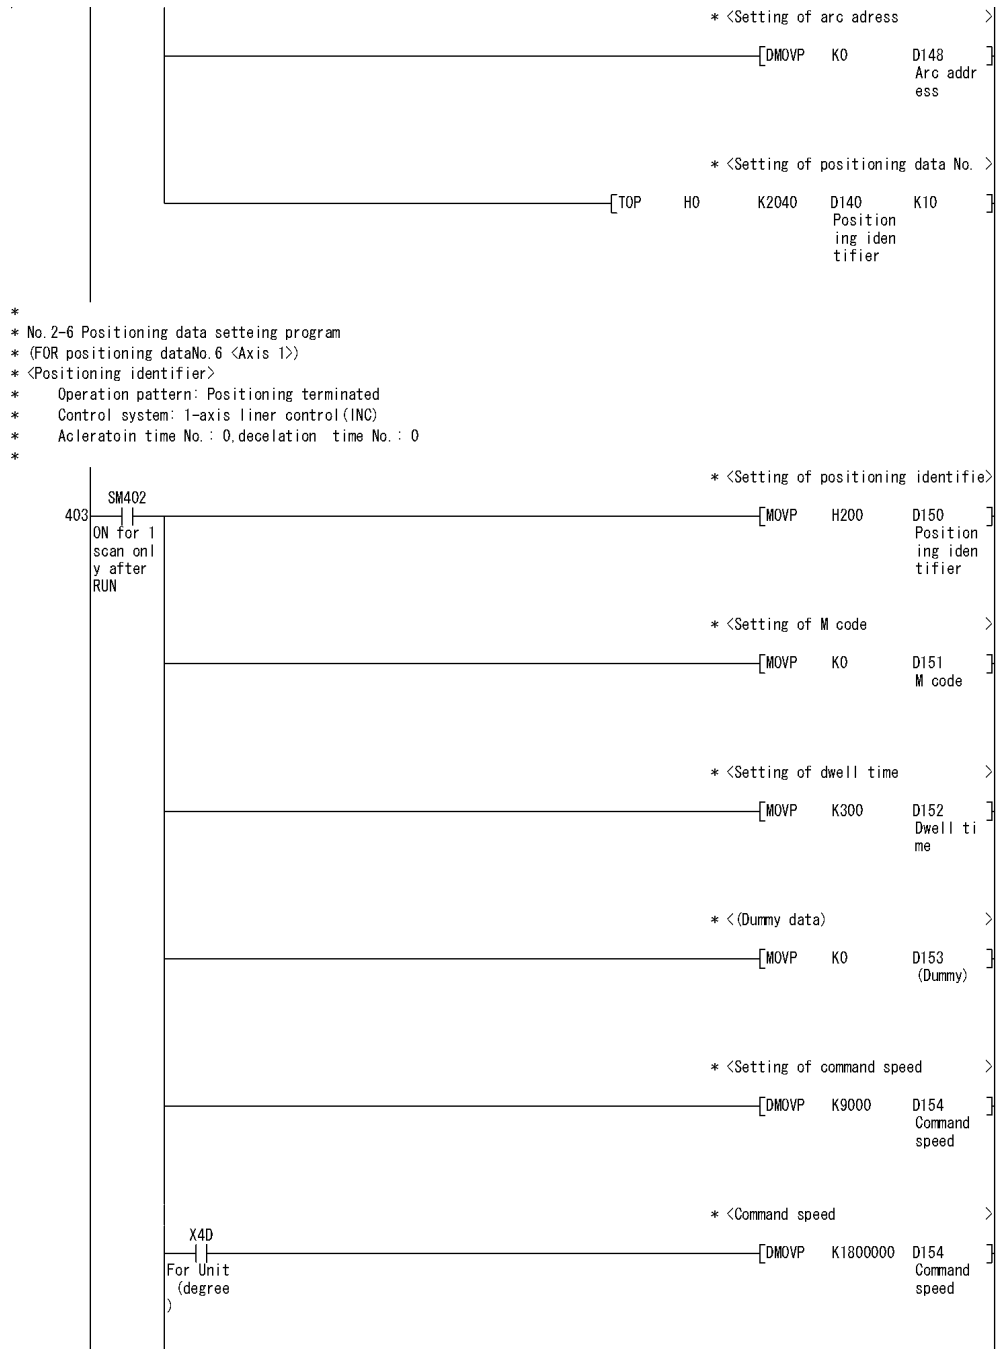 * <Setting of arc adress >
[DMOVP K0 D148 ]
Arc addr
ess
* <Setting of positioning data No. >
[TOP H0 K2040 D140 K10 ]
Position
ing iden
tifier
*
* No.2-6 Positioning data setteing program
* (FOR positioning dataNo.6 <Axis 1>)
* <Positioning identifier>
* Operation pattern: Positioning terminated
* Control system: 1-axis liner control(INC)
* Acleratoin time No.: 0,decelation time No.: 0
*
* <Setting of positioning identifie>
SM402
403 [MOVP H200 D150 ]
ON for 1
scan onl
y after
RUN
Position
ing iden
tifier
* <Setting of M code >
[MOVP K0 D151 ]
M code
* <Setting of dwell time >
[MOVP K300 D152 ]
Dwell ti
me
* <(Dummy data) >
[MOVP K0 D153 ]
(Dummy)
* <Setting of command speed >
[DMOVP K9000 D154 ]
Command
speed
* <Command speed >
X4D
[DMOVP K1800000 D154 ]
For Unit
(degree
)
Command
speed